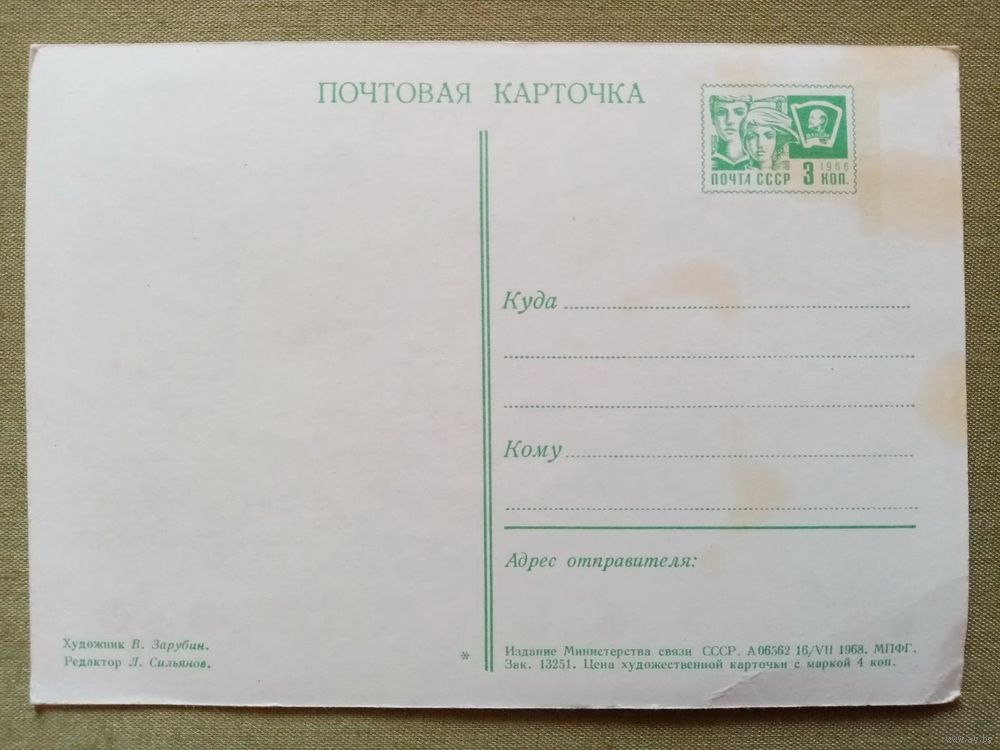 ПОЧТОВАЯ КАРТОЧКА
1966
ПОЧТА СССР 3 КОП.
Куда
Кому
Адрес отправителя:
Художник В. Зарубин.
Редактор Л. Сильянов.
*
Издание Министерства связи СССР. А 06562 16/VII 1968. МПФГ.
Зак. 13251. Цена художественной карточки с маркой 4 коп.